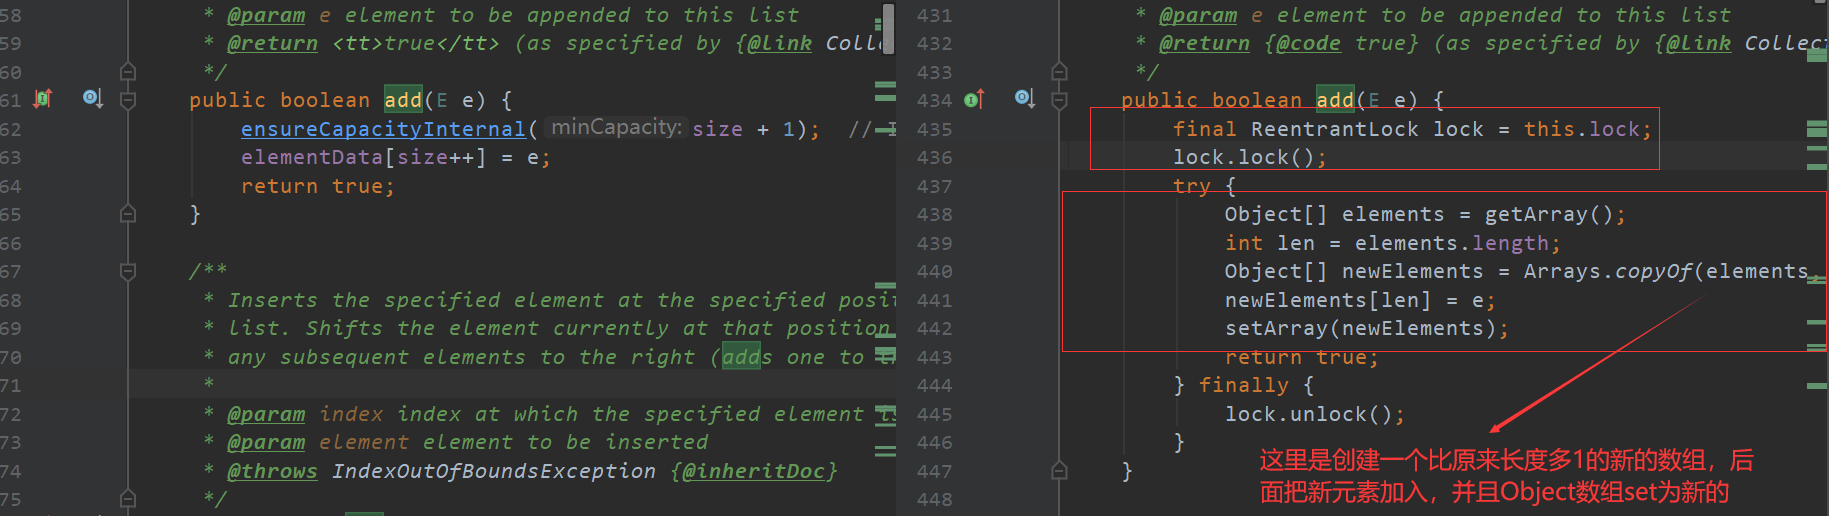 58 * @param e element to be appended to this list
59 * @return <tt>true</tt> (as specified by {@link Colle
60 */
61 public boolean add(E e) {
62 ensureCapacityInternal( minCapacity: size + 1); // I
63 elementData[size++] = e;
64 return true;
65 }
66
67 /**
68 * Inserts the specified element at the specified posi
69 * list. Shifts the element currently at that position
70 * any subsequent elements to the right (adds one to th
71 *
72 * @param index index at which the specified element is
73 * @param element element to be inserted
74 * @throws IndexOutOfBoundsException {@inheritDoc}
75 */
431 * @param e element to be appended to this list
432 * @return {@code true} (as specified by {@link Collect
433 */
434 public boolean add(E e) {
435 final ReentrantLock lock = this.lock;
436 lock.lock();
437 try {
438 Object[] elements = getArray();
439 int len = elements.length;
440 Object[] newElements = Arrays.copyOf(elements,
441 newElements[len] = e;
442 setArray(newElements);
443 return true;
444 } finally {
445 lock.unlock();
446 }
447 }
448
这里是创建一个比原来长度多1的新的数组，后
面把新元素加入，并且Object数组set为新的